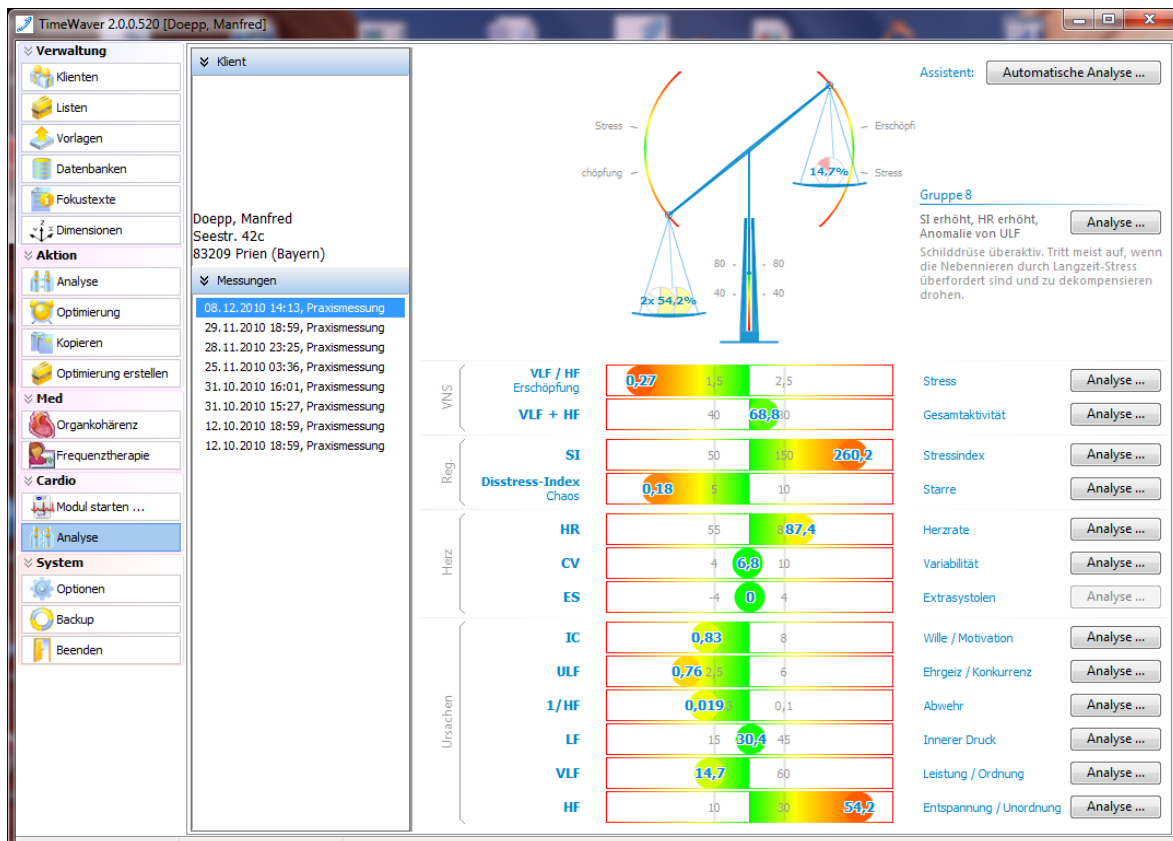 TimeWaver 2.0.0.520 [Doepp, Manfred]
Verwaltung
Klienten
Listen
Vorlagen
Datenbanken
Fokustexte
Dimensionen
Aktion
Analyse
Optimierung
Kopieren
Optimierung erstellen
Med
Organkohärenz
Frequenztherapie
Cardio
Modul starten ...
Analyse
System
Optionen
Backup
Beenden
Klient
Doepp, Manfred
Seestr. 42c
83209 Prien (Bayern)
Messungen
08.12.2010 14:13, Praxismessung
29.11.2010 18:59, Praxismessung
28.11.2010 23:25, Praxismessung
25.11.2010 03:36, Praxismessung
31.10.2010 16:01, Praxismessung
31.10.2010 15:27, Praxismessung
12.10.2010 18:59, Praxismessung
12.10.2010 18:59, Praxismessung
Stress
chöpfung
Erschöpfi
Stress
14,7%
2x 54,2%
80 - - 80
40 - - 40
Assistent: Automatische Analyse ...
Gruppe 8
SI erhöht, HR erhöht,
Anomalie von ULF
Analyse ...
Schilddrüse überaktiv. Tritt meist auf, wenn
die Nebennieren durch Langzeit-Stress
überfordert sind und zu dekompensieren
drohen.
VNS
VLF / HF
Erschöpfung
0,27 1,5 2,5 Stress Analyse ...
VLF + HF 40 68,8 Gesamtaktivität Analyse ...
Reg.
SI 50 150 260,2 Stressindex Analyse ...
Disstress-Index
Chaos
0,18 5 10 Starre Analyse ...
Herz
HR 55 87,4 Herzrate Analyse ...
CV 4 6,8 10 Variabilität Analyse ...
ES -4 0 4 Extrasystolen Analyse ...
Ursachen
IC 0,83 8 Wille / Motivation Analyse ...
ULF 0,76 2,5 6 Ehrgeiz / Konkurrenz Analyse ...
1/HF 0,019 0,1 Abwehr Analyse ...
LF 15 30,4 45 Innerer Druck Analyse ...
VLF 14,7 60 Leistung / Ordnung Analyse ...
HF 10 30 54,2 Entspannung / Unordnung Analyse ...